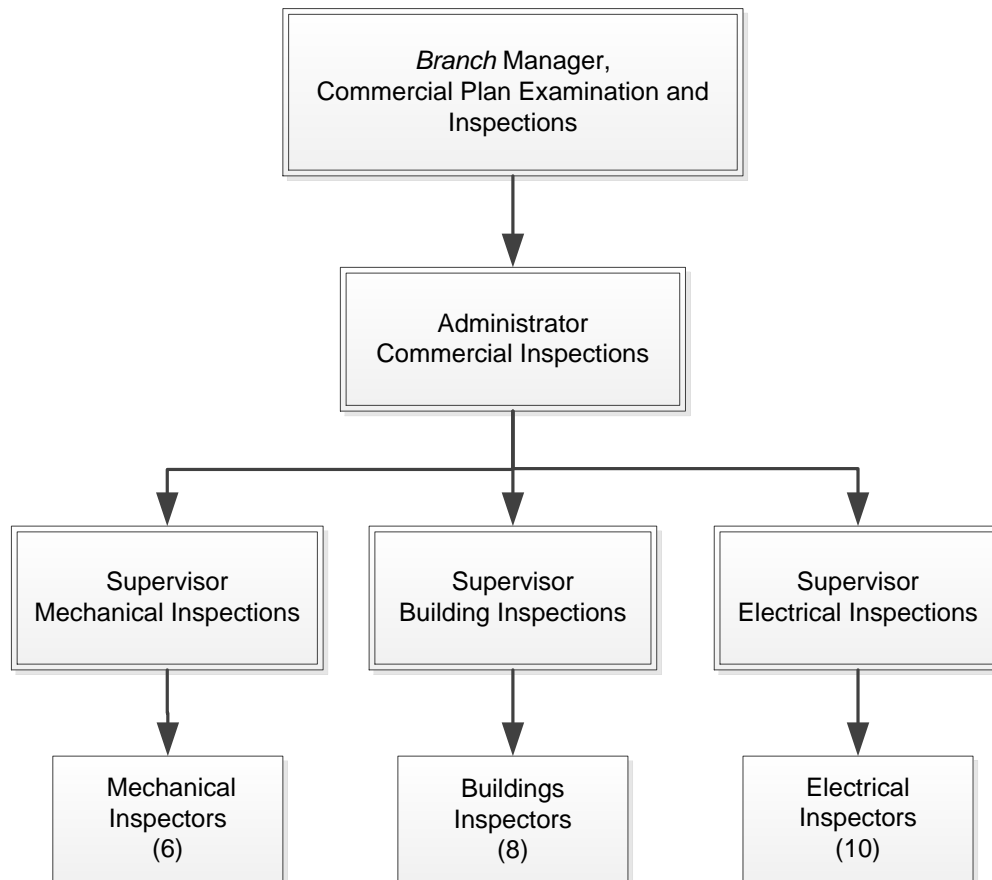 Branch Manager,
Commercial Plan Examination and
Inspections
Administrator
Commercial Inspections
Supervisor
Mechanical Inspections
Supervisor
Building Inspections
Supervisor
Electrical Inspections
Mechanical
Inspectors
(6)
Buildings
Inspectors
(8)
Electrical
Inspectors
(10)